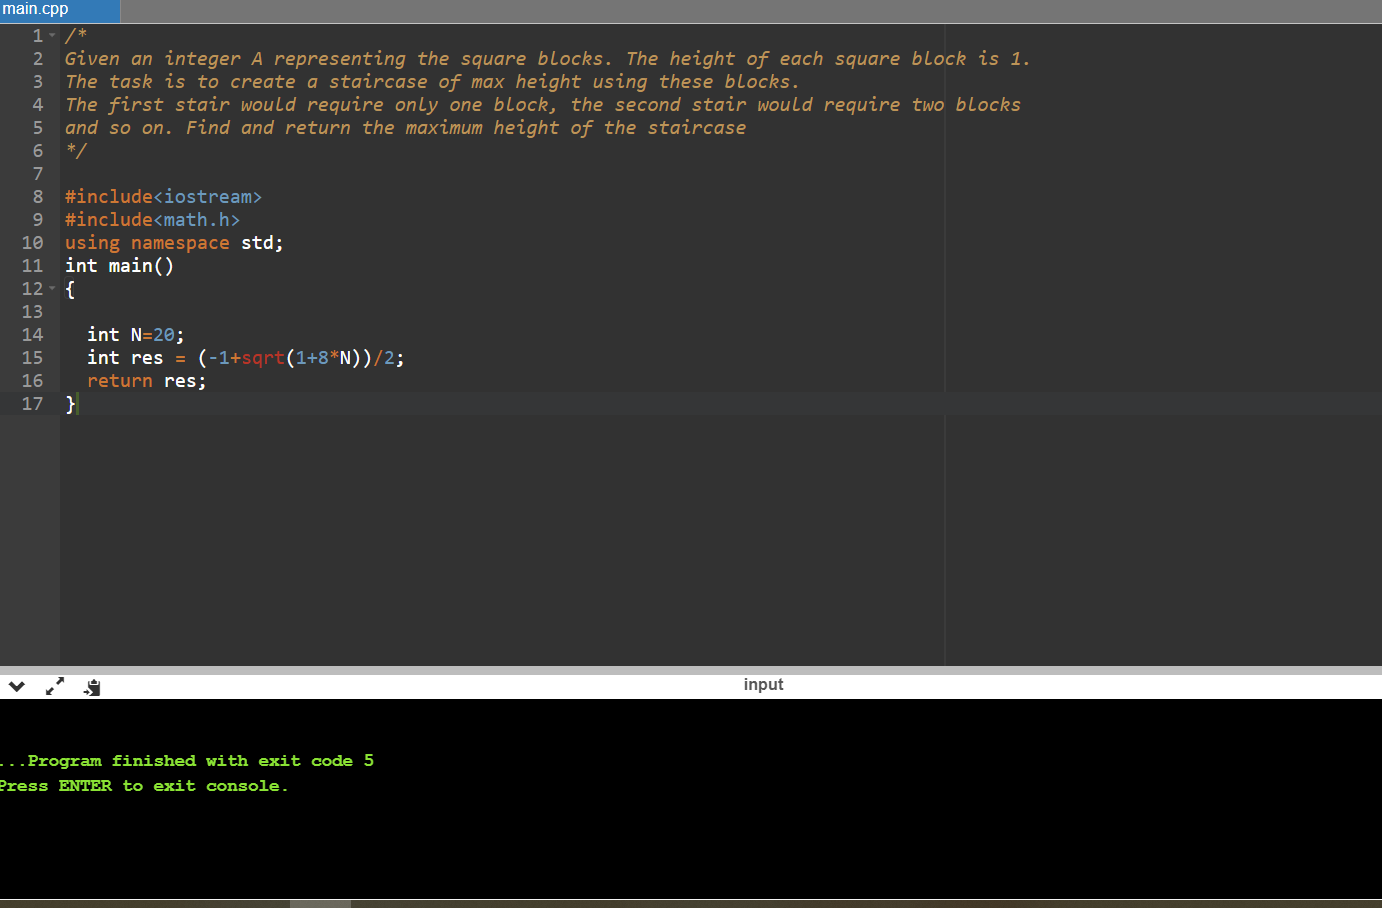 main.cpp
1 /*
2 Given an integer A representing the square blocks. The height of each square block is 1.
3 The task is to create a staircase of max height using these blocks.
4 The first stair would require only one block, the second stair would require two blocks
5 and so on. Find and return the maximum height of the staircase
6 */
7
8 #include<iostream>
9 #include<math.h>
10 using namespace std;
11 int main()
12 {
13
14 int N=20;
15 int res = (-1+sqrt(1+8*N))/2;
16 return res;
17 }
input
...Program finished with exit code 5
Press ENTER to exit console.